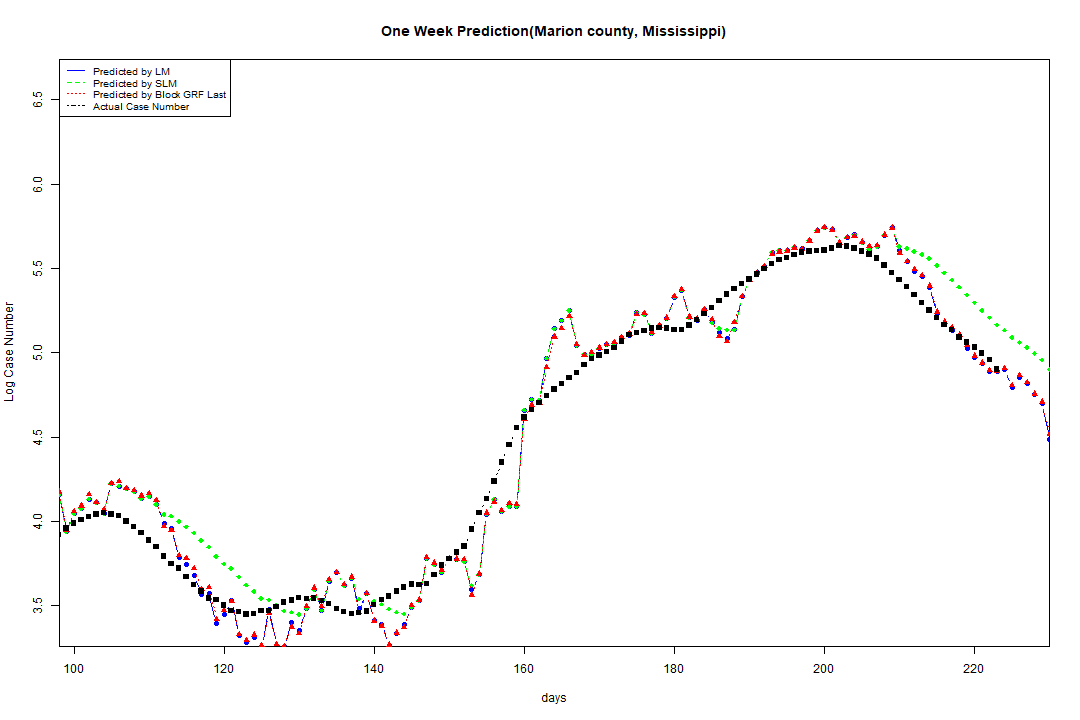 One Week Prediction(Marion county, Mississippi)
Predicted by LM
Predicted by SLM
Predicted by Block GRF Last
Actual Case Number
6.5
6.0
5.5
5.0
4.5
4.0
3.5
Log Case Number
100 120 140 160 180 200 220
days